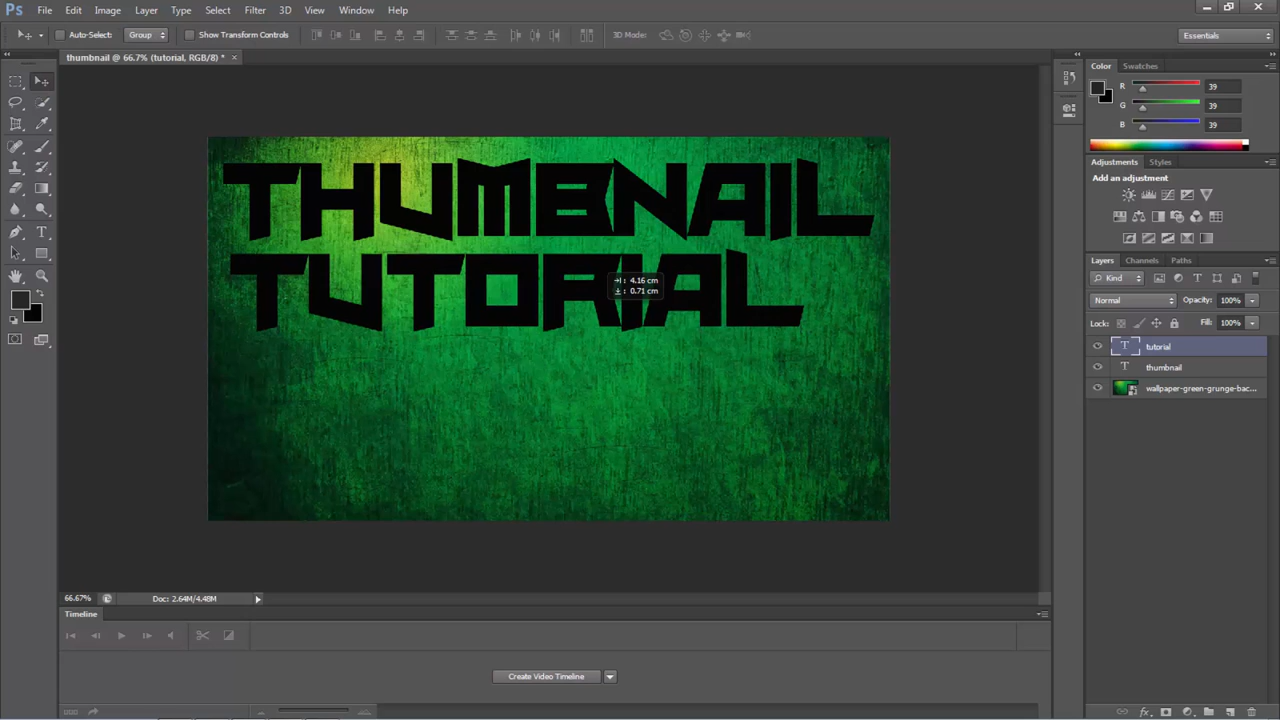 Ps File Edit Image Layer Type Select Filter 3D View Window Help
Auto-Select: Group Show Transform Controls 3D Mode: Essentials
thumbnail @ 66.7% (tutorial, RGB/8) * ×
Color Swatches
R 39
G 39
B 39
Adjustments Styles
Add an adjustment
Layers Channels Paths
Kind
Normal Opacity: 100%
Lock: Fill: 100%
T tutorial
T thumbnail
wallpaper-green-grunge-bac...
THUMBNAIL
TUTORIAL
→|: 4.16 cm
0.71 cm
66.67% Doc: 2.64M/4.48M
Timeline
Create Video Timeline